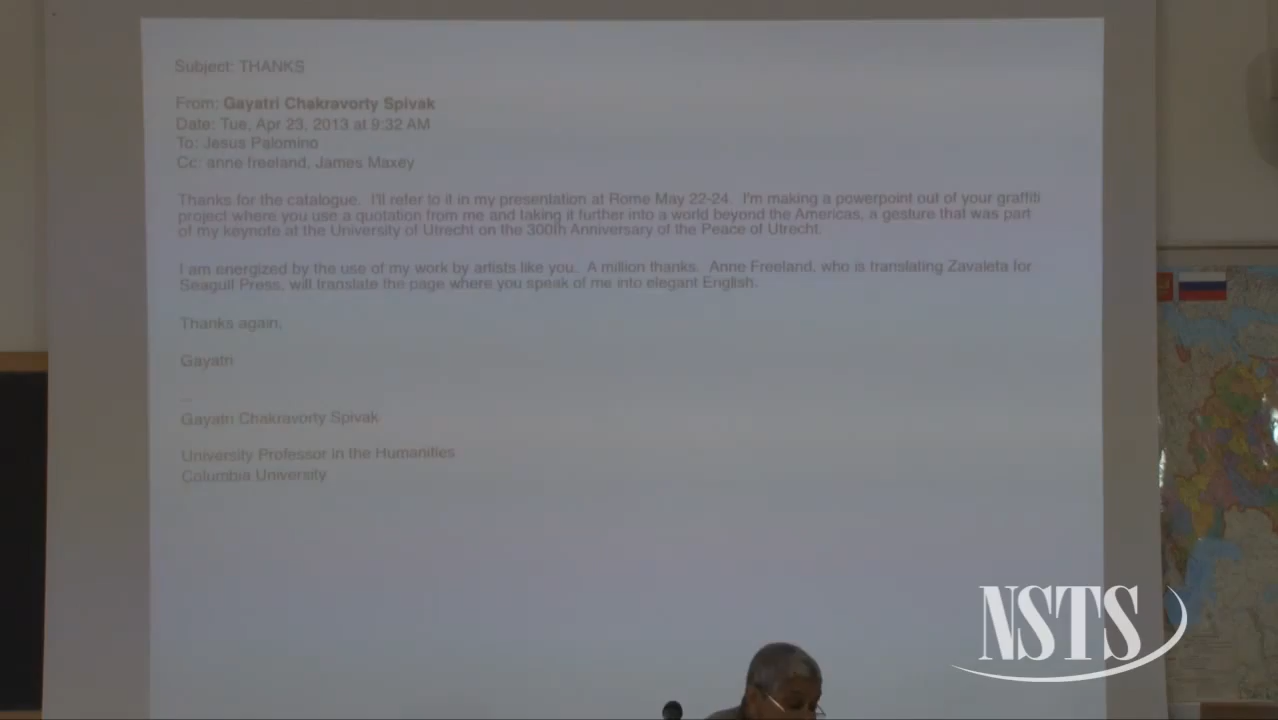 Subject: THANKS
From: Gayatri Chakravorty Spivak
Date: Tue, Apr 23, 2013 at 9:32 AM
To: Jesus Palomino
Cc: anne freeland, James Maxey
Thanks for the catalogue. I'll refer to it in my presentation at Rome May 22-24. I'm making a powerpoint out of your graffiti
project where you use a quotation from me and taking it further into a world beyond the Americas, a gesture that was part
of my keynote at the University of Utrecht on the 300th Anniversary of the Peace of Utrecht.
I am energized by the use of my work by artists like you. A million thanks. Anne Freeland, who is translating Zavaleta for
Seagull Press, will translate the page where you speak of me into elegant English.
Thanks again,
Gayatri
--
Gayatri Chakravorty Spivak
University Professor in the Humanities
Columbia University
NSTS